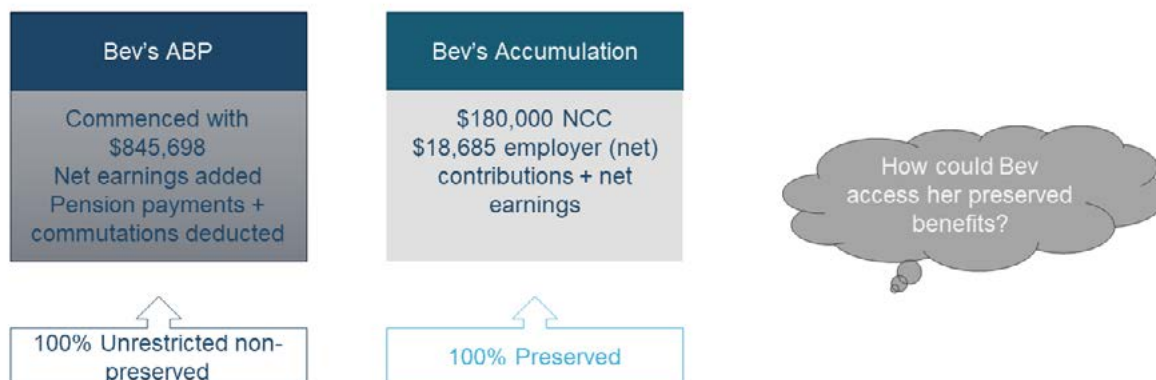 Bev's ABP
Commenced with
$845,698
Net earnings added
Pension payments +
commutations deducted
100% Unrestricted non-
preserved
Bev's Accumulation
$180,000 NCC
$18,685 employer (net)
contributions + net
earnings
100% Preserved
How could Bev
access her preserved
benefits?